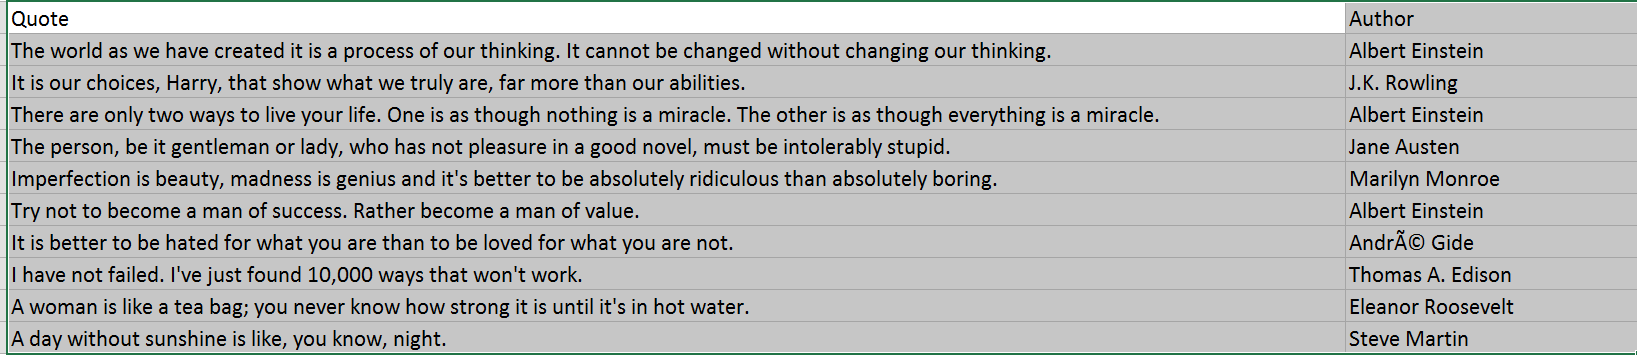 Quote Author
The world as we have created it is a process of our thinking. It cannot be changed without changing our thinking. Albert Einstein
It is our choices, Harry, that show what we truly are, far more than our abilities. J.K. Rowling
There are only two ways to live your life. One is as though nothing is a miracle. The other is as though everything is a miracle. Albert Einstein
The person, be it gentleman or lady, who has not pleasure in a good novel, must be intolerably stupid. Jane Austen
Imperfection is beauty, madness is genius and it's better to be absolutely ridiculous than absolutely boring. Marilyn Monroe
Try not to become a man of success. Rather become a man of value. Albert Einstein
It is better to be hated for what you are than to be loved for what you are not. AndrÃ© Gide
I have not failed. I've just found 10,000 ways that won't work. Thomas A. Edison
A woman is like a tea bag; you never know how strong it is until it's in hot water. Eleanor Roosevelt
A day without sunshine is like, you know, night. Steve Martin